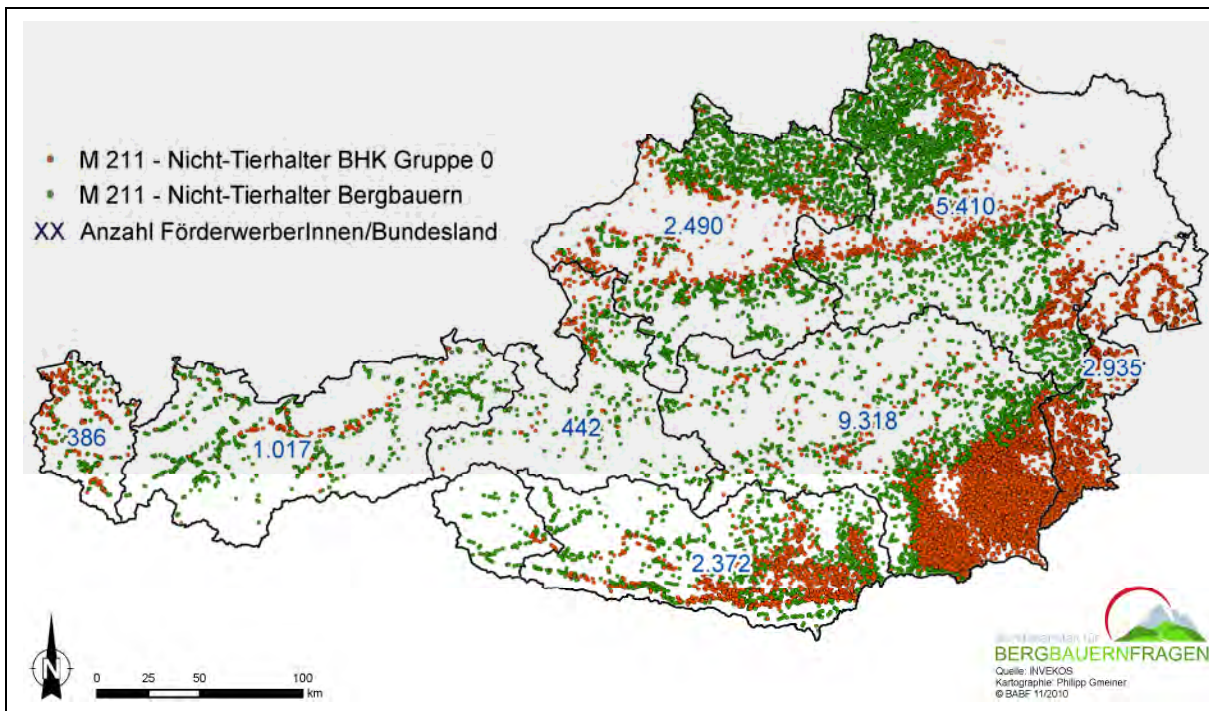 M 211 - Nicht-Tierhalter BHK Gruppe 0
M 211 - Nicht-Tierhalter Bergbauern
XX Anzahl FörderwerberInnen/Bundesland
5.410
2.490
2.935
386
1.017
442
9.318
2.372
N
0 25 50 100
km
Bundesanstalt für
BERGBAUERNFRAGEN
Quelle: INVEKOS
Kartographie: Philipp Gmeiner
© BABF 11/2010